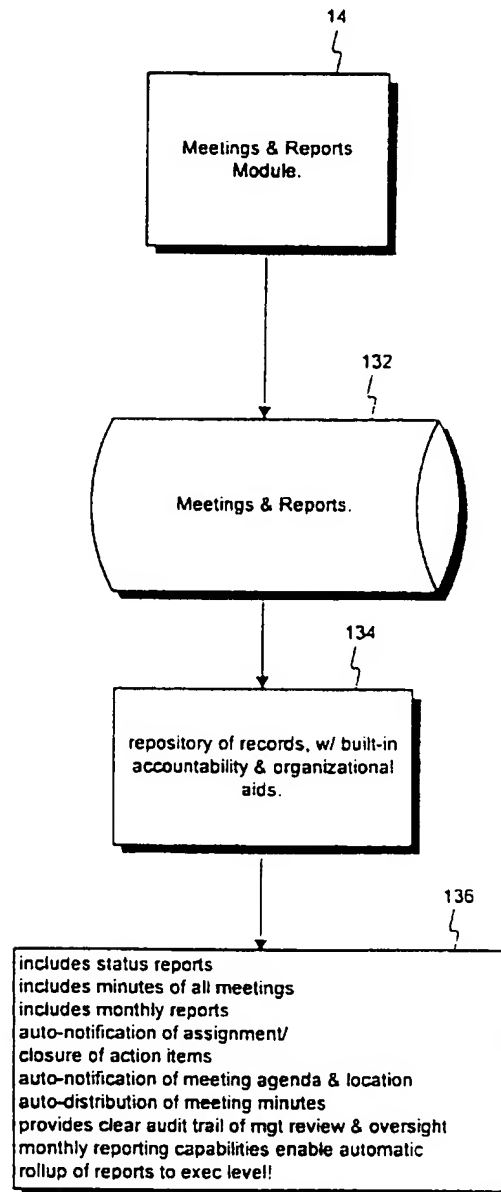 14
Meetings & Reports
Module.
132
Meetings & Reports.
134
repository of records, w/ built-in
accountability & organizational
aids.
136
includes status reports
includes minutes of all meetings
includes monthly reports
auto-notification of assignment/
closure of action items
auto-notification of meeting agenda & location
auto-distribution of meeting minutes
provides clear audit trail of mgt review & oversight
monthly reporting capabilities enable automatic
rollup of reports to exec level!